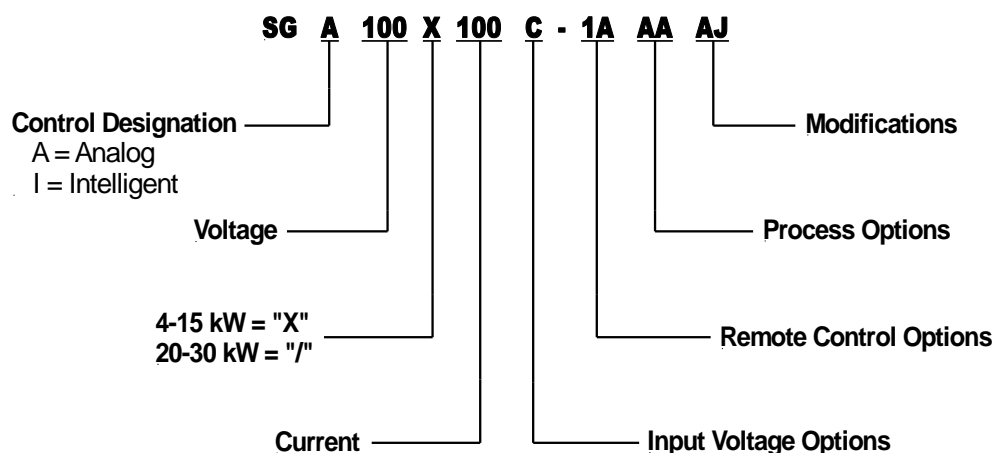 SG A 100 X 100 C - 1A AA AJ
Control Designation
A = Analog
I = Intelligent
Modifications
Voltage
Process Options
4-15 kW = "X"
20-30 kW = "/"
Remote Control Options
Current
Input Voltage Options